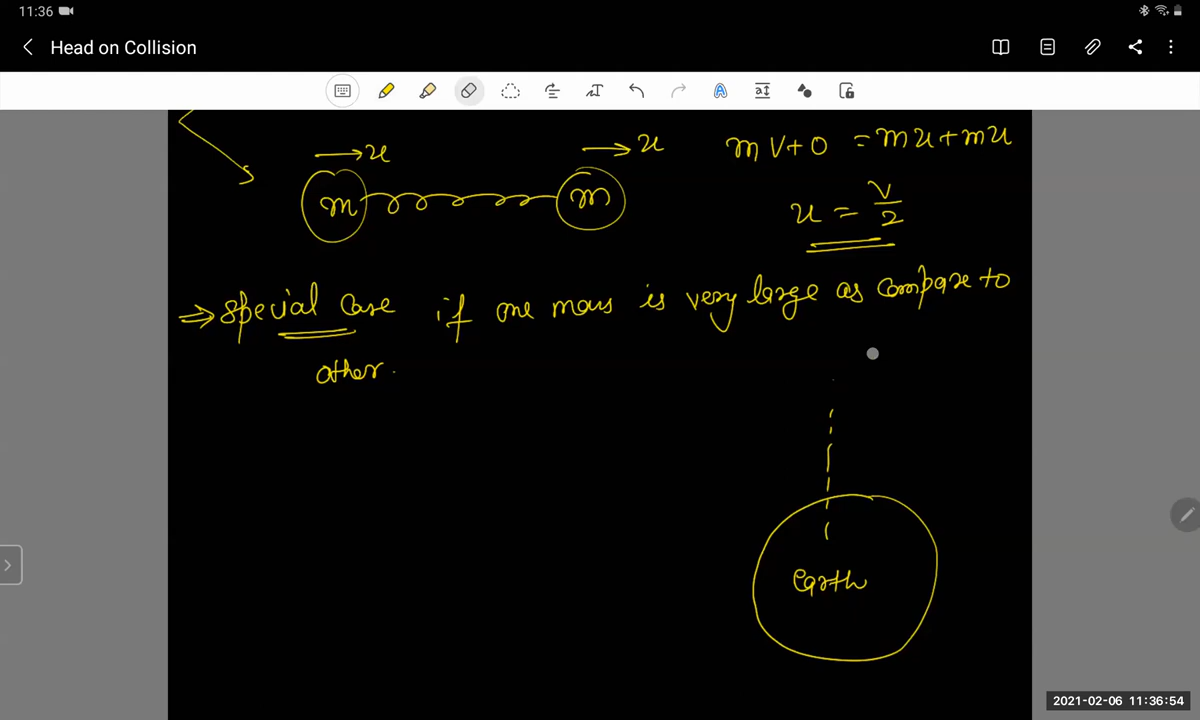 11:36
Head on Collision
→u
→u
mV+0 = mu+mu
m
m
u = V/2
⇒ Special Case if one mass is very large as compare to
other.
Earth
2021-02-06 11:36:54